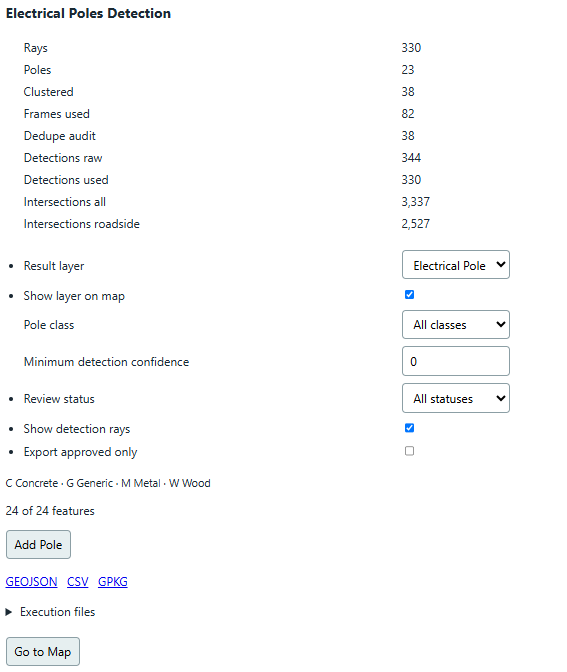 Electrical Poles Detection
Rays 330
Poles 23
Clustered 38
Frames used 82
Dedupe audit 38
Detections raw 344
Detections used 330
Intersections all 3,337
Intersections roadside 2,527
• Result layer Electrical Pole
• Show layer on map
Pole class All classes
Minimum detection confidence 0
• Review status All statuses
• Show detection rays
• Export approved only
C Concrete · G Generic · M Metal · W Wood
24 of 24 features
Add Pole
GEOJSON CSV GPKG
Execution files
Go to Map